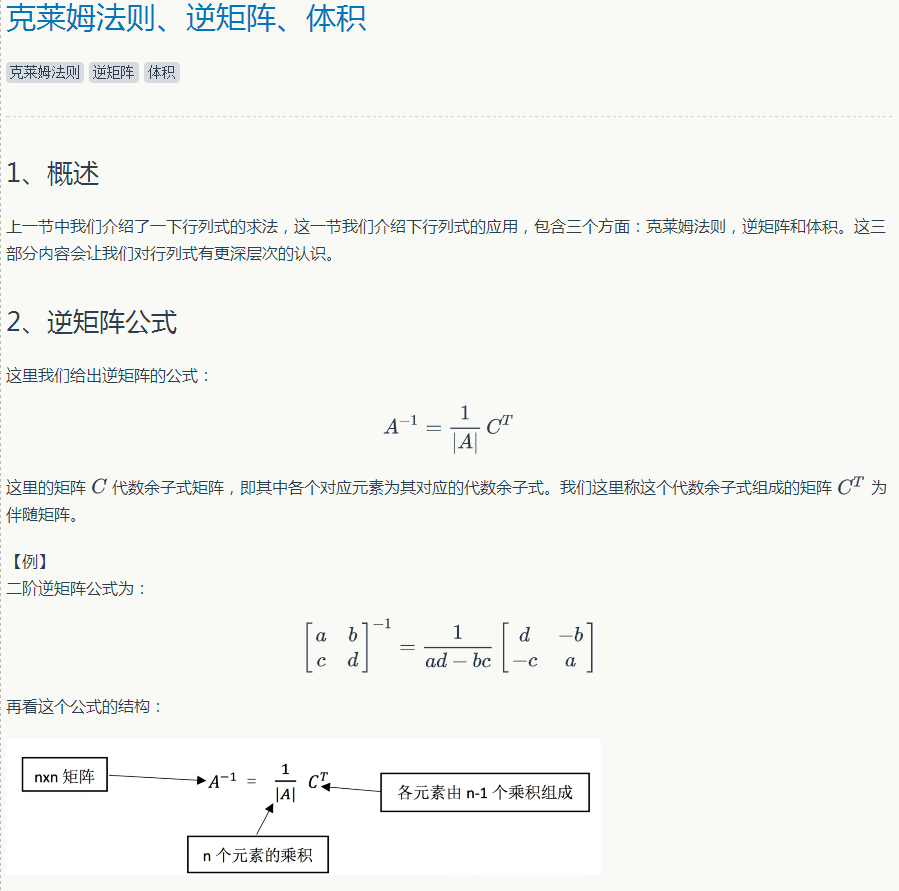 克莱姆法则、逆矩阵、体积
克莱姆法则 逆矩阵 体积
1、概述
上一节中我们介绍了一下行列式的求法，这一节我们介绍下行列式的应用，包含三个方面：克莱姆法则，逆矩阵和体积。这三
部分内容会让我们对行列式有更深层次的认识。
2、逆矩阵公式
这里我们给出逆矩阵的公式：
A^{-1} = \frac{1}{|A|} C^T
这里的矩阵 C 代数余子式矩阵，即其中各个对应元素为其对应的代数余子式。我们这里称这个代数余子式组成的矩阵 C^T 为
伴随矩阵。
【例】
二阶逆矩阵公式为：
\begin{bmatrix} a & b \\ c & d \end{bmatrix}^{-1} = \frac{1}{ad-bc} \begin{bmatrix} d & -b \\ -c & a \end{bmatrix}
再看这个公式的结构：
nxn 矩阵
A^{-1} = \frac{1}{|A|} C^T
各元素由 n-1 个乘积组成
n 个元素的乘积